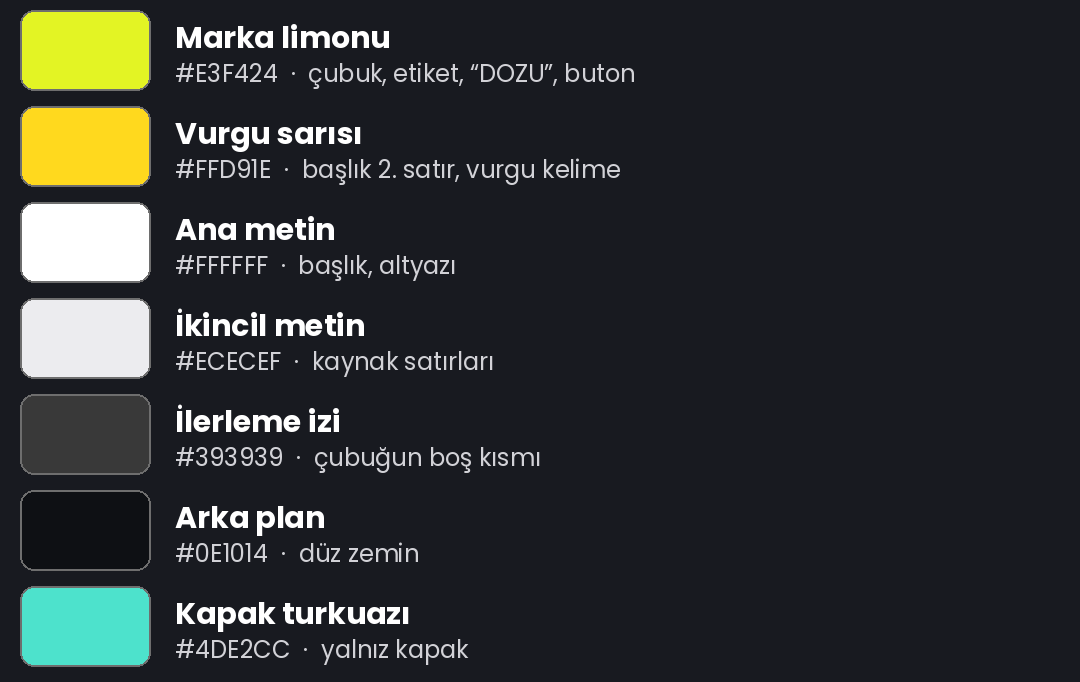 Marka limonu
#E3F424 · çubuk, etiket, “DOZU”, buton
Vurgu sarısı
#FFD91E · başlık 2. satır, vurgu kelime
Ana metin
#FFFFFF · başlık, altyazı
İkincil metin
#ECECEF · kaynak satırları
İlerleme izi
#393939 · çubuğun boş kısmı
Arka plan
#0E1014 · düz zemin
Kapak turkuazı
#4DE2CC · yalnız kapak